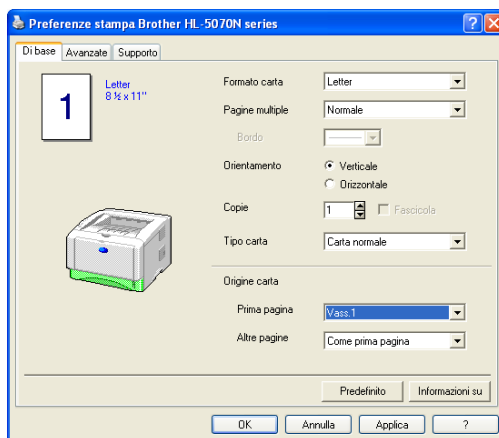 Preferenze stampa Brother HL-5070N series
Di base Avanzate Supporto
1
Letter
8 ½ x 11"
Formato carta Letter
Pagine multiple Normale
Bordo
Orientamento Verticale
Orizzontale
Copie 1 Fascicola
Tipo carta Carta normale
Origine carta
Prima pagina Vass.1
Altre pagine Come prima pagina
Predefinito Informazioni su
OK Annulla Applica ?